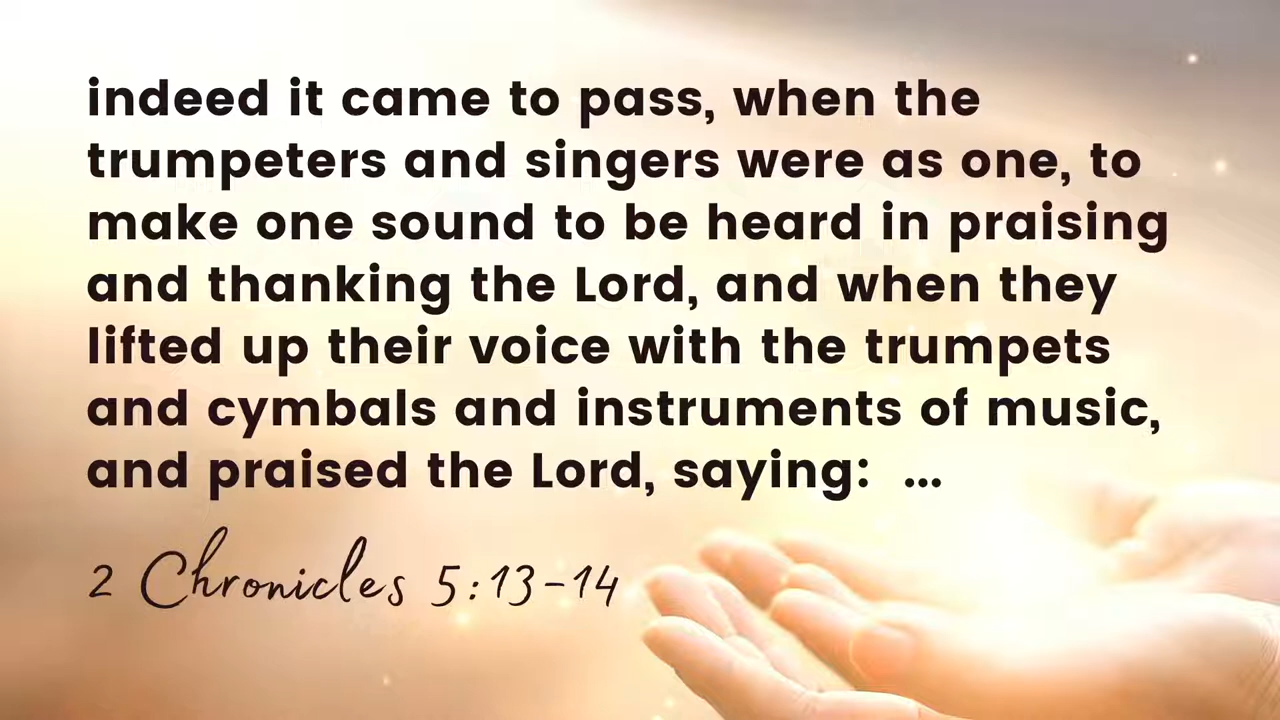 indeed it came to pass, when the
trumpeters and singers were as one, to
make one sound to be heard in praising
and thanking the Lord, and when they
lifted up their voice with the trumpets
and cymbals and instruments of music,
and praised the Lord, saying:  ...
2 Chronicles 5:13-14